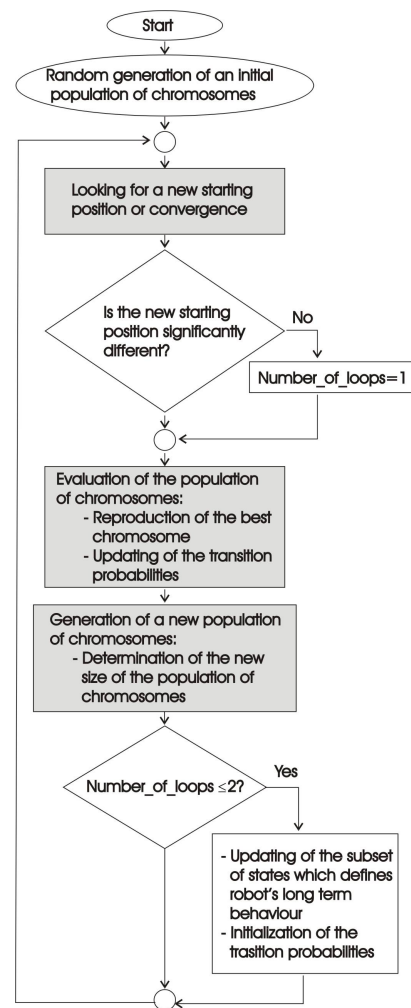 Start
Random generation of an initial
population of chromosomes
Looking for a new starting
position or convergence
Is the new starting
position significantly
different?
No
Number_of_loops=1
Evaluation of the population
of chromosomes:
- Reproduction of the best
chromosome
- Updating of the transition
probabilities
Generation of a new population
of chromosomes:
- Determination of the new
size of the population of
chromosomes
Number_of_loops ≤2?
Yes
- Updating of the subset
of states which defines
robot's long term
behaviour
- Initialization of the
trasition probabilities